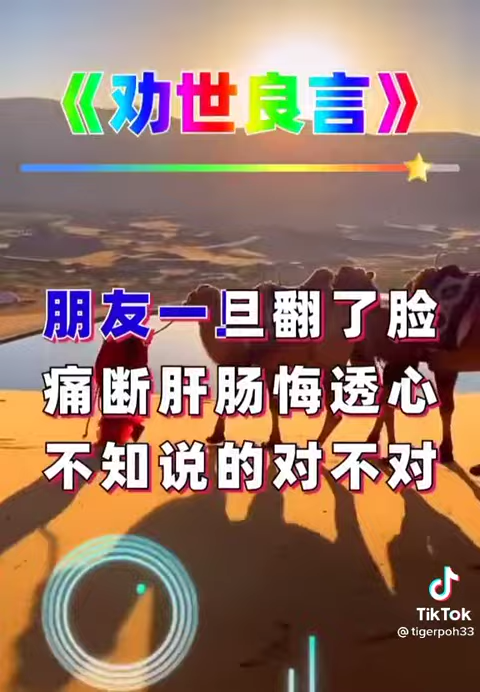 《劝世良言》
朋友一旦翻了脸
痛断肝肠悔透心
不知说的对不对
TikTok
@tigerpoh33